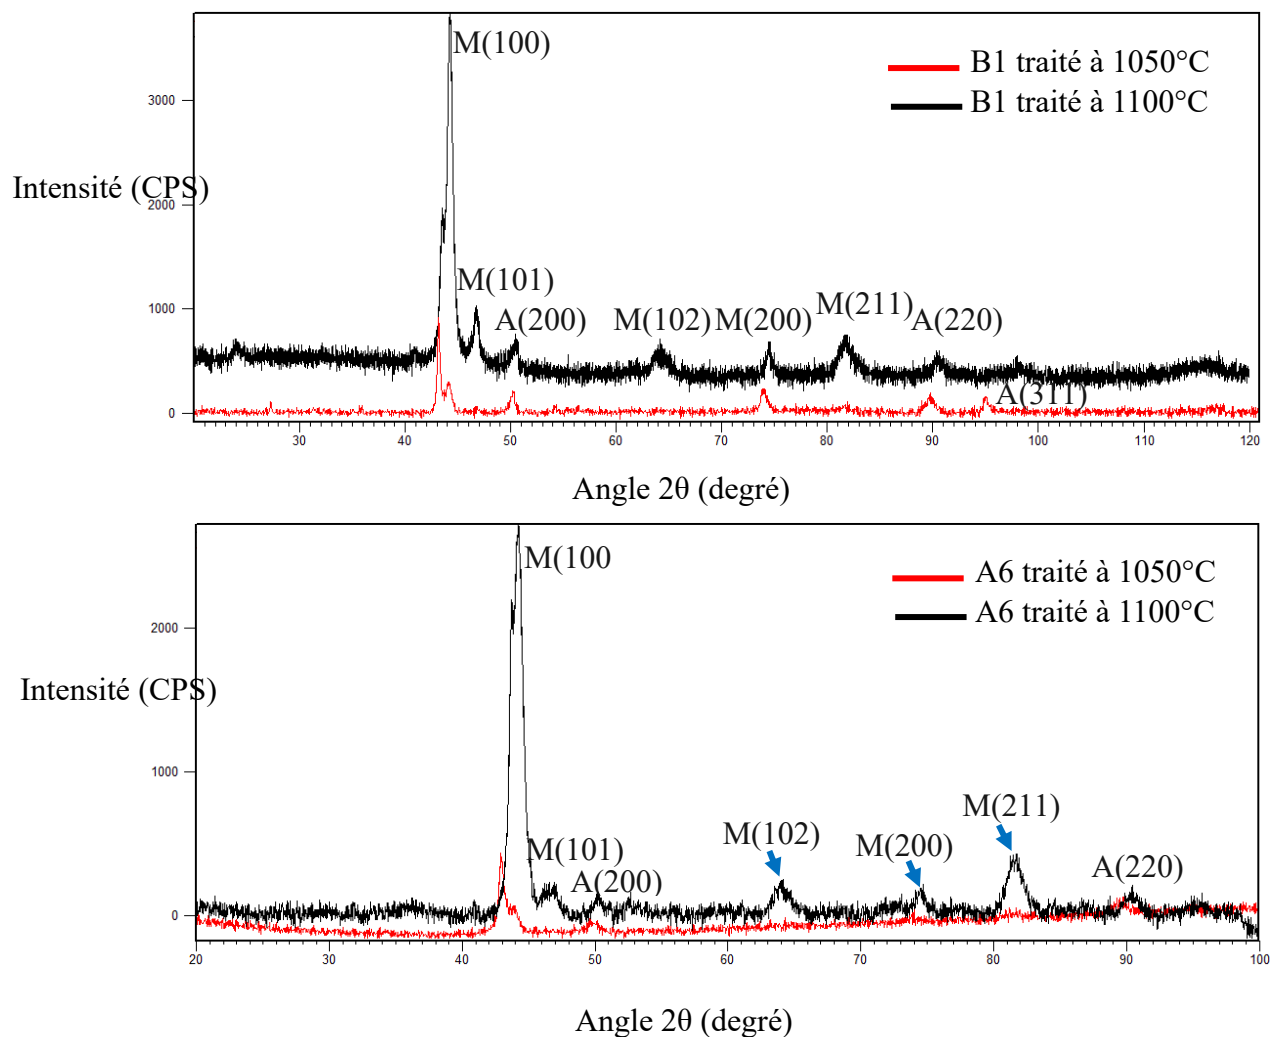 M(100)
B1 traité à 1050°C
B1 traité à 1100°C
3000
Intensité (CPS)
2000
M(101)
1000
A(200) M(102) M(200) M(211) A(220)
A(311)
0
30 40 50 60 70 80 90 100 110 120
Angle 2θ (degré)
M(100
A6 traité à 1050°C
A6 traité à 1100°C
2000
Intensité (CPS)
1000
M(211)
M(102)
M(200)
M(101)
A(200)
A(220)
0
20 30 40 50 60 70 80 90 100
Angle 2θ (degré)